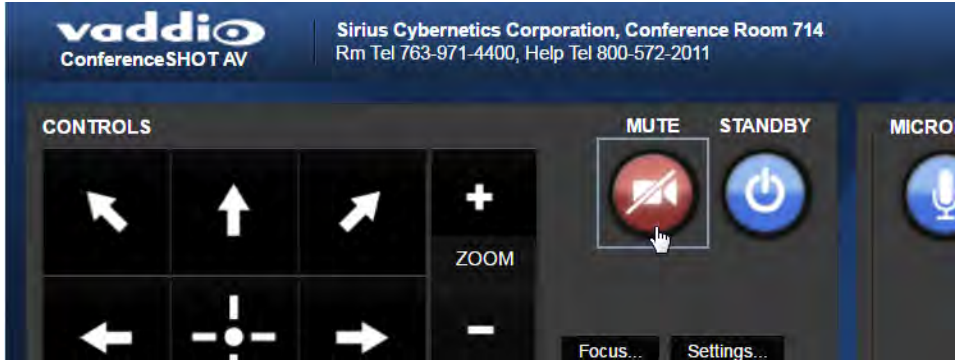 vaddio
ConferenceSHOT AV
Sirius Cybernetics Corporation, Conference Room 714
Rm Tel 763-971-4400, Help Tel 800-572-2011
CONTROLS
MUTE
STANDBY
MICRO
ZOOM
Focus...
Settings...